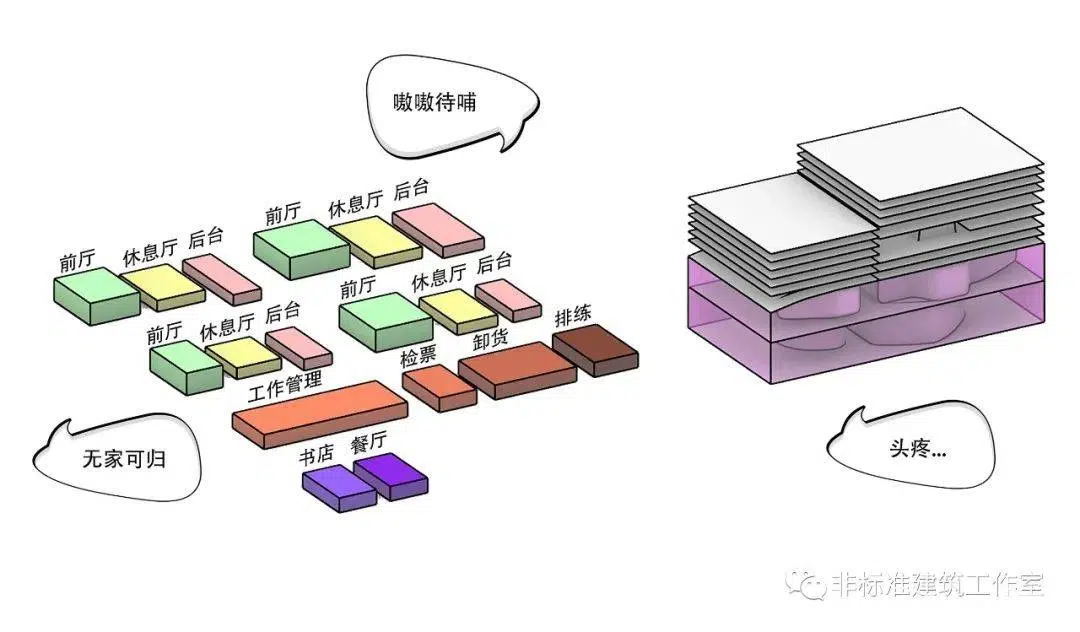 嗷嗷待哺
前厅
休息厅
后台
前厅
休息厅
后台
前厅
休息厅
后台
前厅
休息厅
后台
排练
卸货
检票
工作管理
书店
餐厅
无家可归
头疼...
非标准建筑工作室